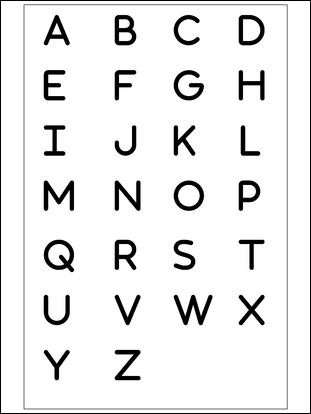 A B C D
E F G H
I J K L
M N O P
Q R S T
U V W X
Y Z